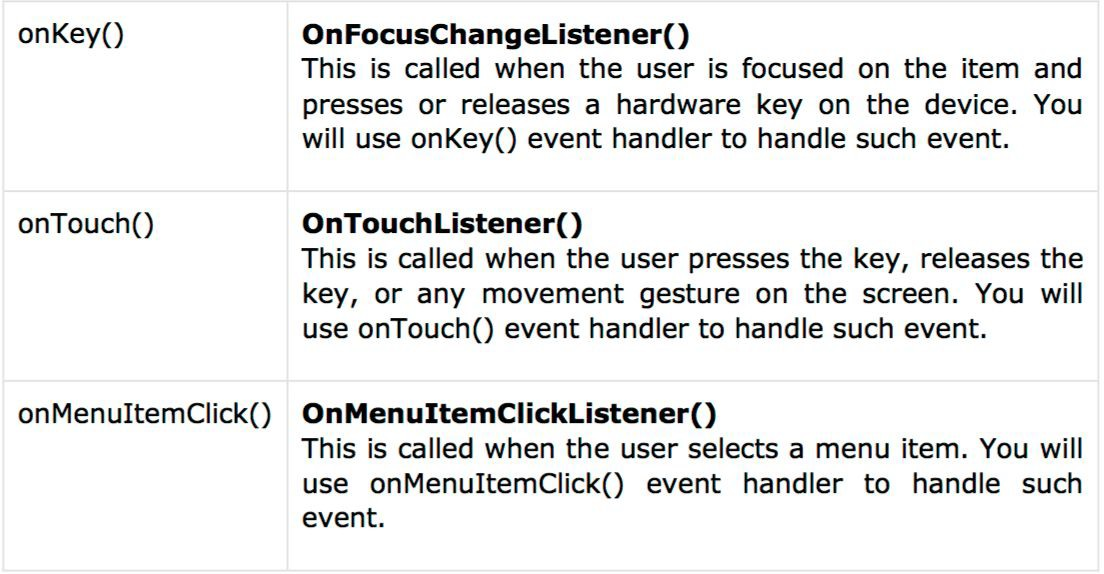 onKey()
OnFocusChangeListener()
This is called when the user is focused on the item and
presses or releases a hardware key on the device. You
will use onKey() event handler to handle such event.
onTouch()
OnTouchListener()
This is called when the user presses the key, releases the
key, or any movement gesture on the screen. You will
use onTouch() event handler to handle such event.
onMenuItemClick()
OnMenuItemClickListener()
This is called when the user selects a menu item. You will
use onMenuItemClick() event handler to handle such
event.